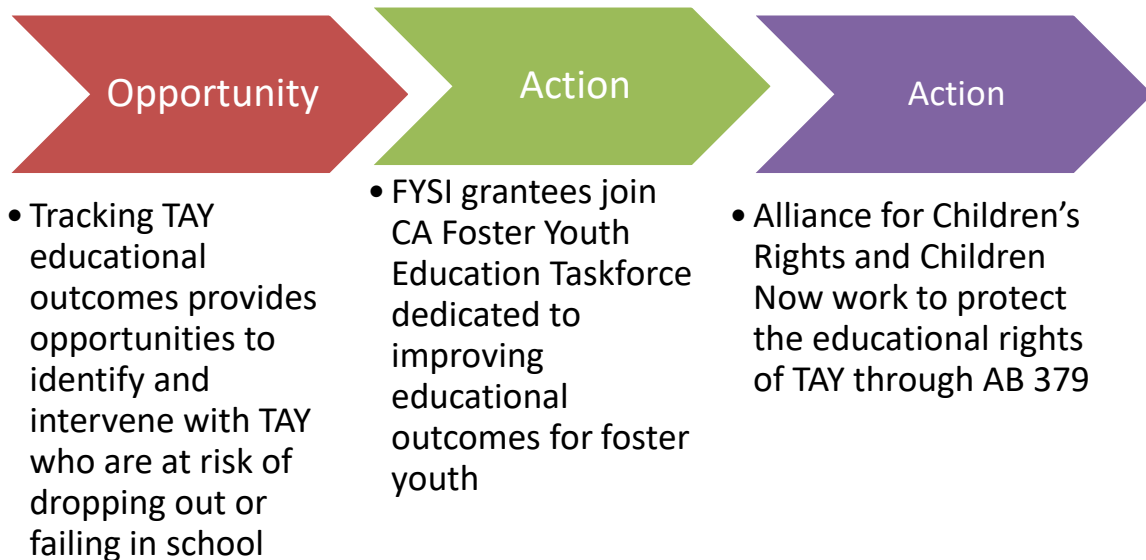 Opportunity
• Tracking TAY
educational
outcomes provides
opportunities to
identify and
intervene with TAY
who are at risk of
dropping out or
failing in school
Action
• FYSI grantees join
CA Foster Youth
Education Taskforce
dedicated to
improving
educational
outcomes for foster
youth
Action
• Alliance for Children’s
Rights and Children
Now work to protect
the educational rights
of TAY through AB 379